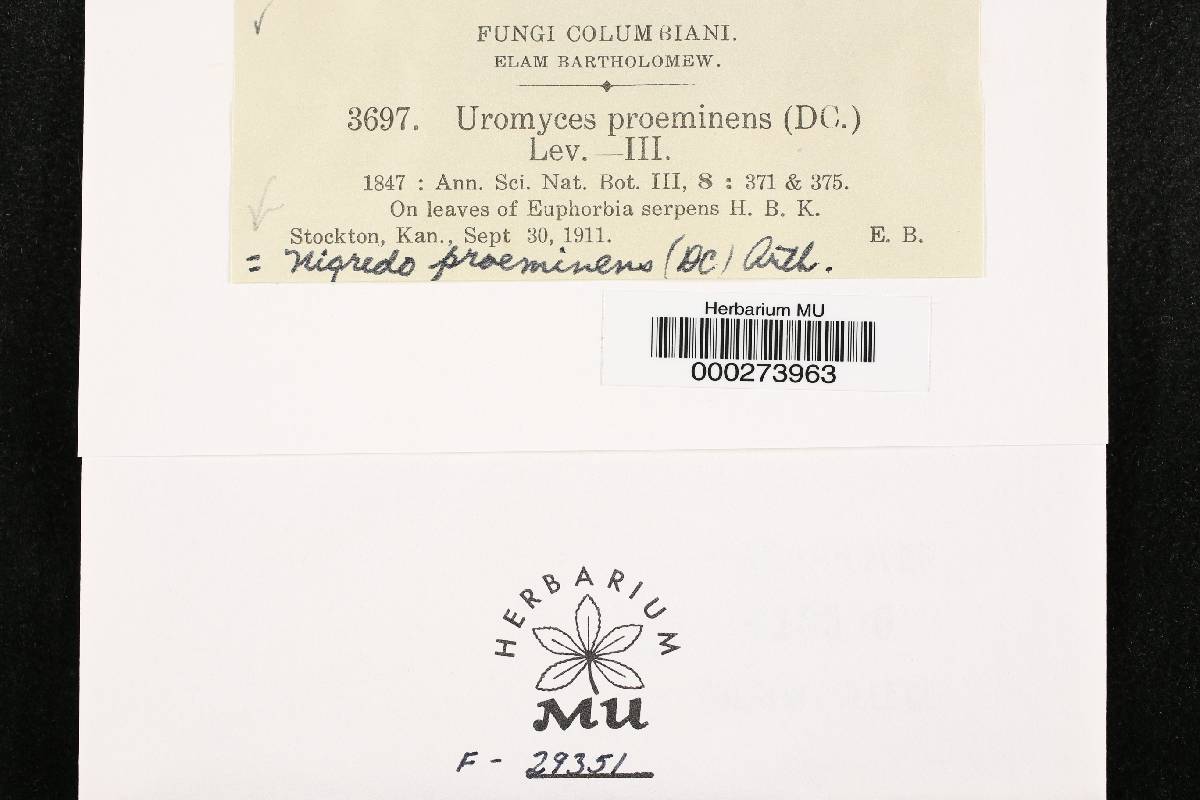 FUNGI COLUMBIANI.
ELAM BARTHOLOMEW.
3697. Uromyces proeminens (DC.)
Lev. —III.
1847 : Ann. Sci. Nat. Bot. III, 8 : 371 & 375.
On leaves of Euphorbia serpens H. B. K.
Stockton, Kan., Sept 30, 1911. E. B.
= Nigredo proeminens (DC) Arth.
Herbarium MU
000273963
HERBARIUM
MU
F - 29351